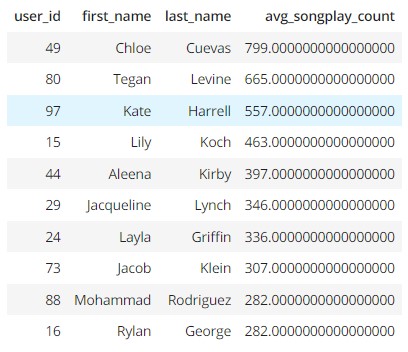 user_id first_name last_name avg_songplay_count
49 Chloe Cuevas 799.0000000000000000
80 Tegan Levine 665.0000000000000000
97 Kate Harrell 557.0000000000000000
15 Lily Koch 463.0000000000000000
44 Aleena Kirby 397.0000000000000000
29 Jacqueline Lynch 346.0000000000000000
24 Layla Griffin 336.0000000000000000
73 Jacob Klein 307.0000000000000000
88 Mohammad Rodriguez 282.0000000000000000
16 Rylan George 282.0000000000000000